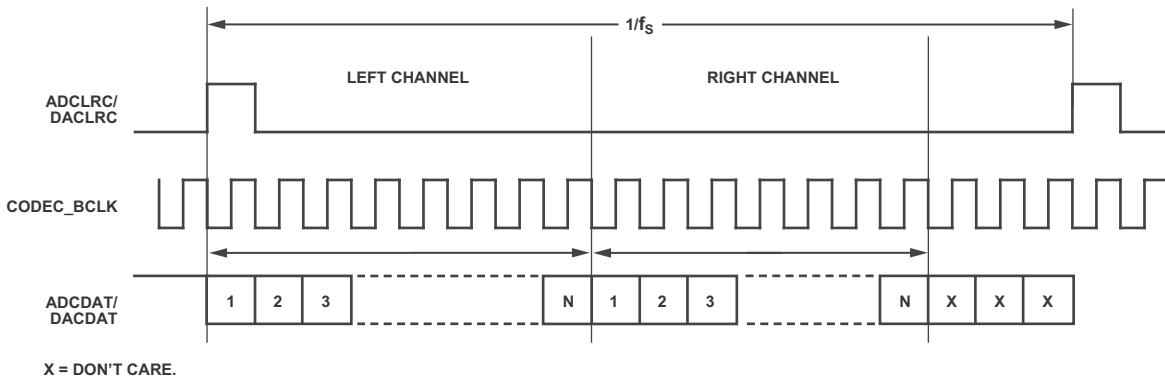 1/fS
LEFT CHANNEL
RIGHT CHANNEL
ADCLRC/
DACLRC
CODEC_BCLK
ADCDAT/
DACDAT
1 2 3 N 1 2 3 N X X X
X = DON'T CARE.